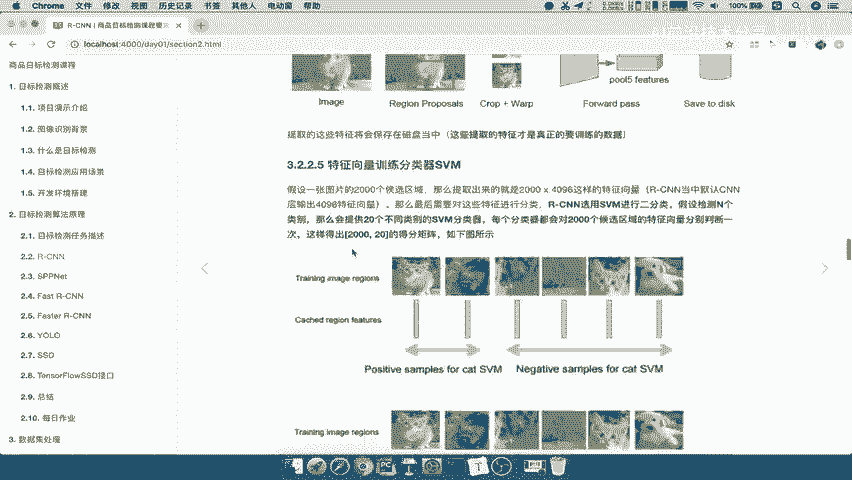 Chrome 文件 修改 视图 历史记录 书签 其他人 电动窗 帮助
100%
R-CNN | 商品目标检测课程要
localhost:4000/day01/section2.html
商品目标检测课程
1. 目标检测概述
1.1. 项目演示介绍
1.2. 图像识别背景
1.3. 什么是目标检测
1.4. 目标检测应用场景
1.5. 开发环境搭建
2. 目标检测算法原理
2.1. 目标检测任务描述
2.2. R-CNN
2.3. SPPNet
2.4. Fast R-CNN
2.5. Faster R-CNN
2.6. YOLO
2.7. SSD
2.8. TensorFlowSSD接口
2.9. 总结
2.10. 每日作业
3. 数据集处理
pool5 features
Image Region Proposals Crop + Warp Forward pass Save to disk
提取的这些特征将会保存在磁盘当中（这些提取的特征才是真正的要训练的数据）
3.2.2.5 特征向量训练分类器SVM
假设一张图片的2000个候选区域，那么提取出来的就是2000 x 4096这样的特征向量（R-CNN当中默认CNN
层输出4096特征向量）。那么最后需要对这些特征进行分类，R-CNN选用SVM进行二分类。假设检测N个
类别，那么会提供20个不同类别的SVM分类器，每个分类器都会对2000个候选区域的特征向量分别判断一
次，这样得出[2000, 20]的得分矩阵，如下图所示
Training image regions
Cached region features
Positive samples for cat SVM Negative samples for cat SVM
Training image regions